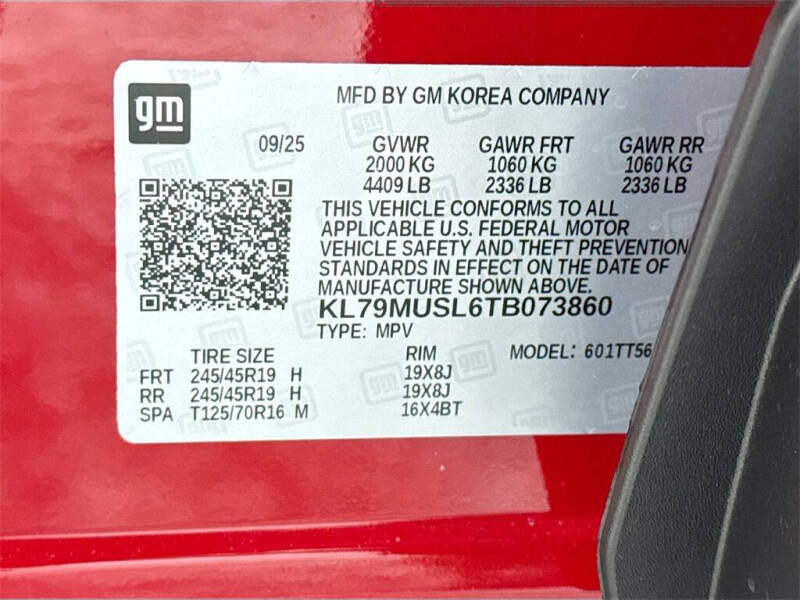 gm
MFD BY GM KOREA COMPANY
09/25 GVWR GAWR FRT GAWR RR
2000 KG 1060 KG 1060 KG
4409 LB 2336 LB 2336 LB
THIS VEHICLE CONFORMS TO ALL
APPLICABLE U.S. FEDERAL MOTOR
VEHICLE SAFETY AND THEFT PREVENTION
STANDARDS IN EFFECT ON THE DATE OF
MANUFACTURE SHOWN ABOVE.
KL79MUSL6TB073860
TYPE: MPV
TIRE SIZE RIM MODEL: 601TT56
FRT 245/45R19 H 19X8J
RR 245/45R19 H 19X8J
SPA T125/70R16 M 16X4BT